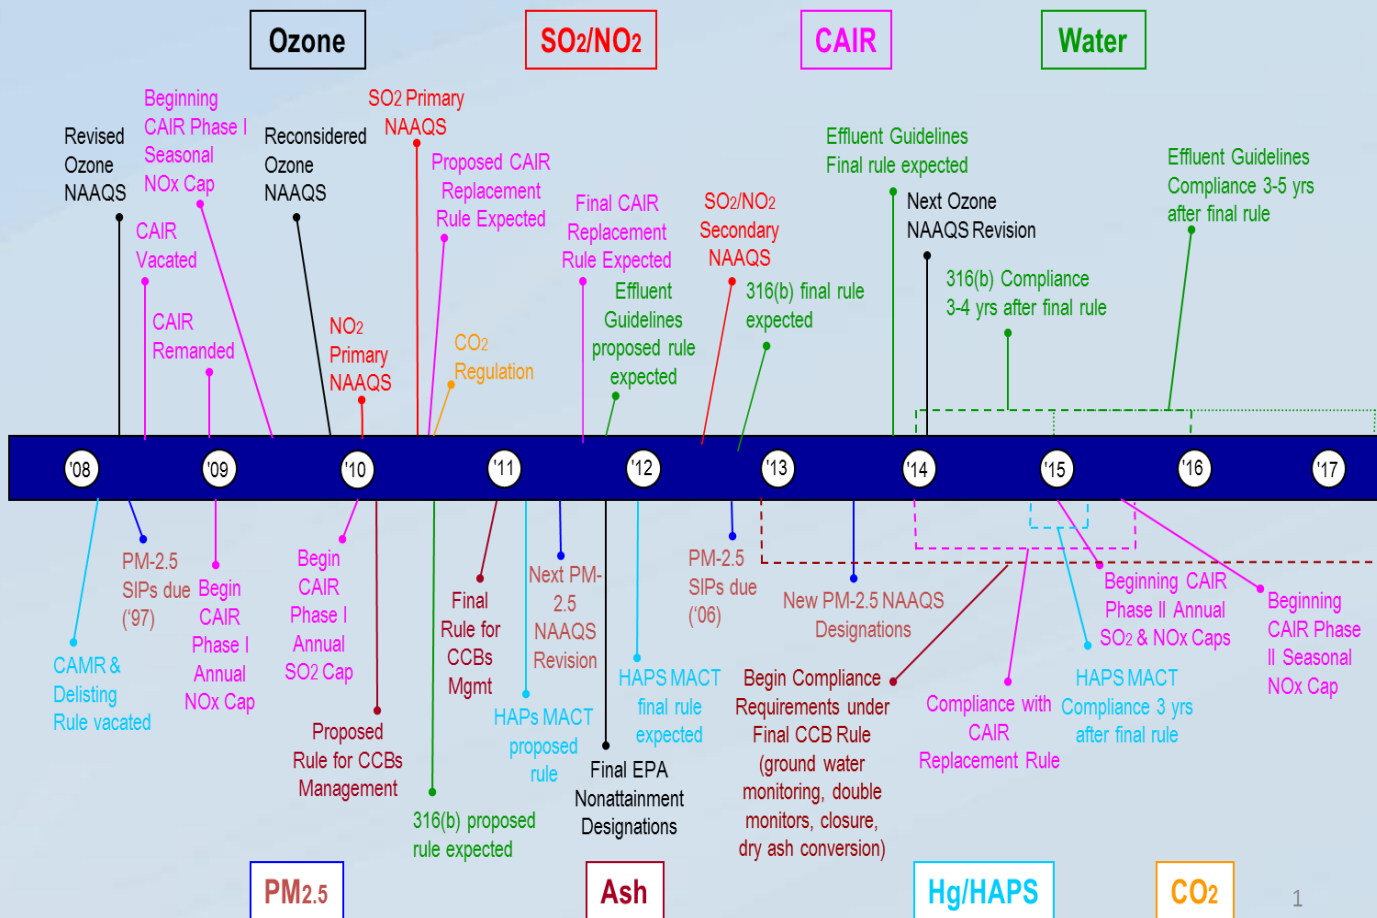 Ozone
SO2/NO2
CAIR
Water
Revised
Ozone
NAAQS
Beginning
CAIR Phase I
Seasonal
NOx Cap
CAIR
Vacated
CAIR
Remanded
Reconsidered
Ozone
NAAQS
NO2
Primary
NAAQS
SO2 Primary
NAAQS
Proposed CAIR
Replacement
Rule Expected
CO2
Regulation
Final CAIR
Replacement
Rule Expected
Effluent
Guidelines
proposed rule
expected
SO2/NO2
Secondary
NAAQS
316(b) final rule
expected
Effluent Guidelines
Final rule expected
Next Ozone
NAAQS Revision
316(b) Compliance
3-4 yrs after final rule
Effluent Guidelines
Compliance 3-5 yrs
after final rule
'08
'09
'10
'11
'12
'13
'14
'15
'16
'17
CAMR &
Delisting
Rule vacated
PM-2.5
SIPs due
(‘97)
Begin
CAIR
Phase I
Annual
NOx Cap
Begin
CAIR
Phase I
Annual
SO2 Cap
Proposed
Rule for CCBs
Management
316(b) proposed
rule expected
Final
Rule for
CCBs
Mgmt
HAPs MACT
proposed
rule
Next PM-
2.5
NAAQS
Revision
Final EPA
Nonattainment
Designations
HAPS MACT
final rule
expected
PM-2.5
SIPs due
(‘06)
New PM-2.5 NAAQS
Designations
Begin Compliance
Requirements under
Final CCB Rule
(ground water
monitoring, double
monitors, closure,
dry ash conversion)
Compliance with
CAIR
Replacement Rule
Beginning CAIR
Phase II Annual
SO2 & NOx Caps
HAPS MACT
Compliance 3 yrs
after final rule
Beginning
CAIR Phase
II Seasonal
NOx Cap
PM2.5
Ash
Hg/HAPS
CO2
1